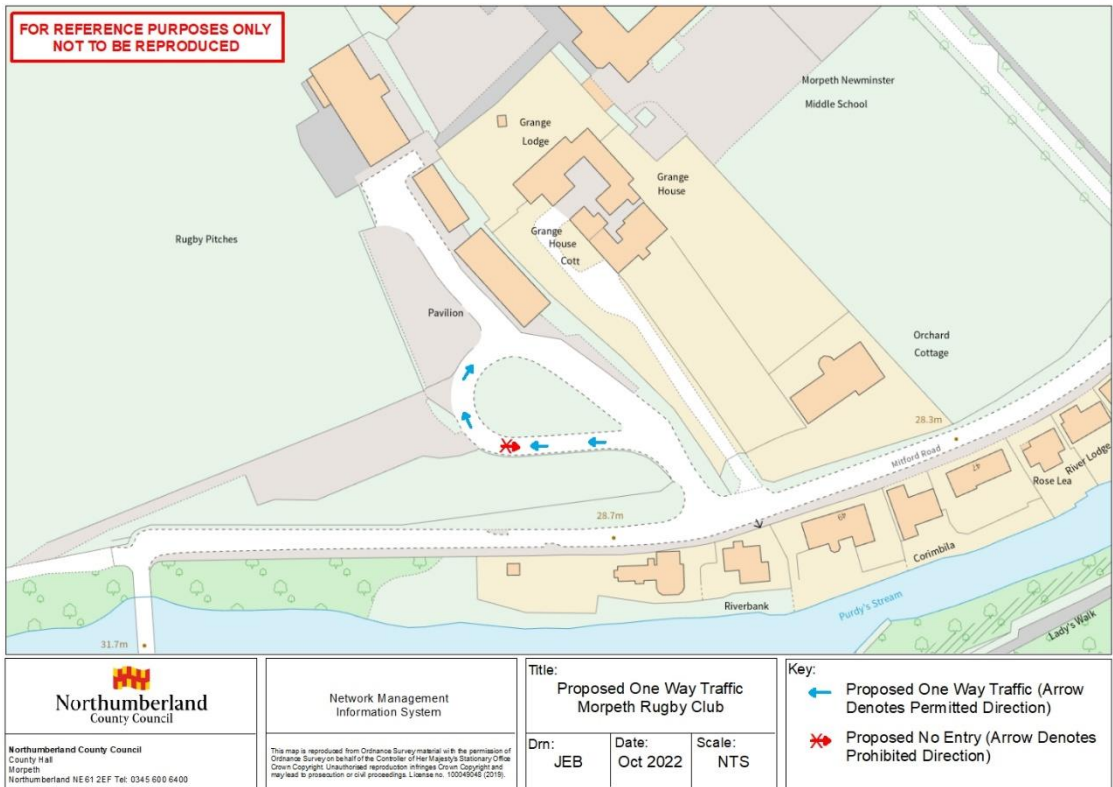 FOR REFERENCE PURPOSES ONLY
NOT TO BE REPRODUCED
Morpeth Newminster
Middle School
Grange
Lodge
Grange
House
Rugby Pitches
Grange
House
Cott
Pavilion
Orchard
Cottage
28.3m
Mitford Road
47
River Lodge
Rose Lea
28.7m
49
Corimbila
Riverbank
Purdy's Stream
Lady's Walk
31.7m
Northumberland
County Council
Northumberland County Council
County Hall
Morpeth
Northumberland NE61 2EF Tel: 0345 600 6400
Network Management
Information System
This map is reproduced from Ordnance Survey material with the permission of
Ordnance Survey on behalf of the Controller of Her Majesty's Stationary Office
Crown Copyright. Unauthorised reproduction infringes Crown Copyright and
may lead to prosecution or civil proceedings. License no. 100049048 (2019).
Title:
Proposed One Way Traffic
Morpeth Rugby Club
Drn:
JEB
Date:
Oct 2022
Scale:
NTS
Key:
Proposed One Way Traffic (Arrow
Denotes Permitted Direction)
Proposed No Entry (Arrow Denotes
Prohibited Direction)